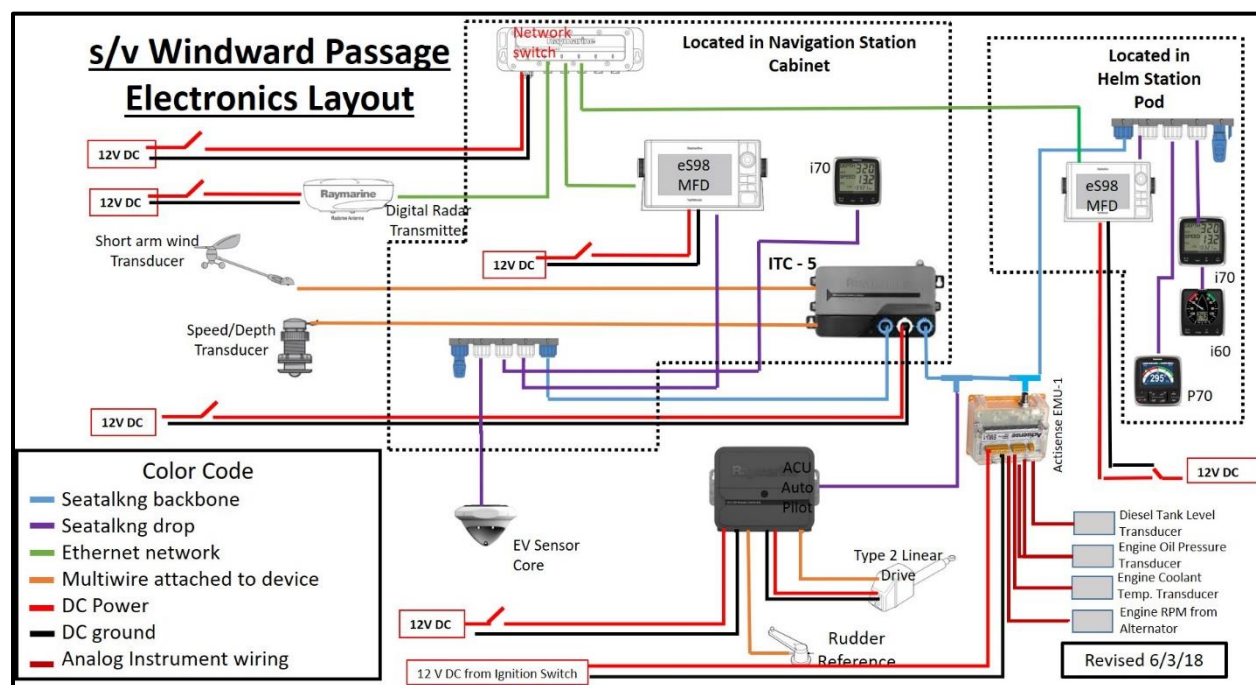 s/v Windward Passage
Electronics Layout
Network
switch
Raymarine
Located in Navigation Station
Cabinet
Located in
Helm Station
Pod
12V DC
12V DC
Raymarine
Digital Radar
Transmitter
Short arm wind
Transducer
Speed/Depth
Transducer
eS98
MFD
12V DC
i70
ITC - 5
eS98
MFD
i70
i60
P70
295
12V DC
12V DC
Actisense EMU-1
Actisense
ACU
Auto
Pilot
EV Sensor
Core
Type 2 Linear
Drive
Rudder
Reference
12V DC
12 V DC from Ignition Switch
Diesel Tank Level
Transducer
Engine Oil Pressure
Transducer
Engine Coolant
Temp. Transducer
Engine RPM from
Alternator
Revised 6/3/18
Color Code
Seatalkng backbone
Seatalkng drop
Ethernet network
Multiwire attached to device
DC Power
DC ground
Analog Instrument wiring